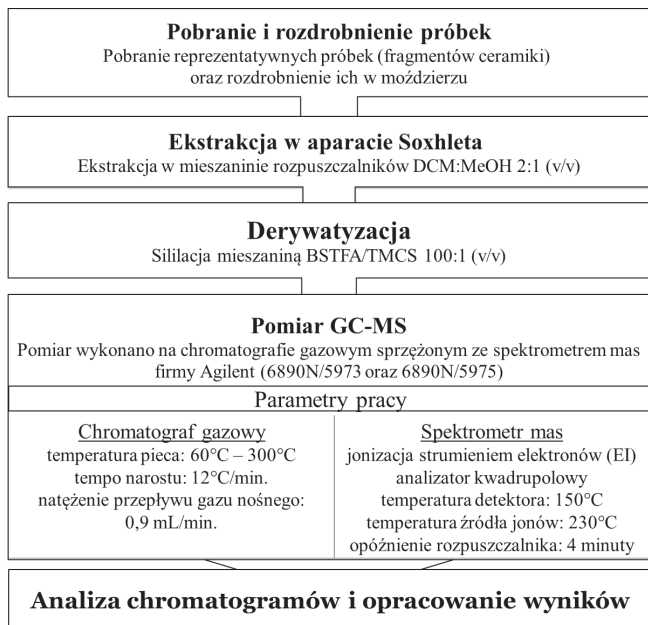 Pobranie i rozdrobnienie próbek
Pobranie reprezentatywnych próbek (fragmentów ceramiki)
oraz rozdrobnienie ich w moździerzu
Ekstrakcja w aparacie Soxhleta
Ekstrakcja w mieszaninie rozpuszczalników DCM:MeOH 2:1 (v/v)
Derywatyzacja
Sililacja mieszaniną BSTFA/TMCS 100:1 (v/v)
Pomiar GC-MS
Pomiar wykonano na chromatografie gazowym sprzężonym ze spektrometrem mas
firmy Agilent (6890N/5973 oraz 6890N/5975)
Parametry pracy
Chromatograf gazowy
temperatura pieca: 60°C – 300°C
tempo narostu: 12°C/min.
natężenie przepływu gazu nośnego:
0,9 mL/min.
Spektrometr mas
jonizacja strumieniem elektronów (EI)
analizator kwadrupolowy
temperatura detektora: 150°C
temperatura źródła jonów: 230°C
opóźnienie rozpuszczalnika: 4 minuty
Analiza chromatogramów i opracowanie wyników